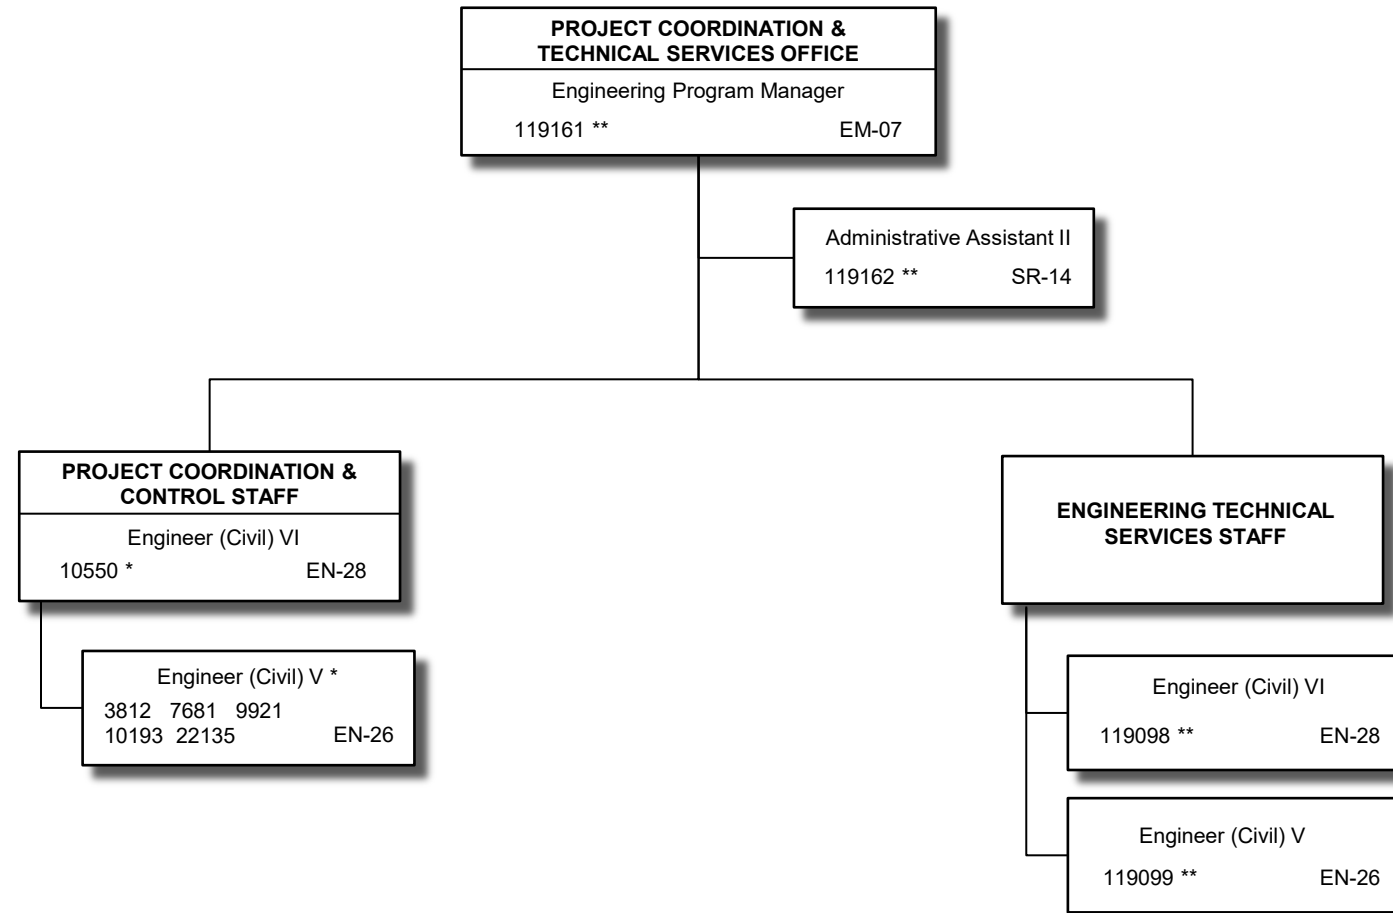 PROJECT COORDINATION &
TECHNICAL SERVICES OFFICE
Engineering Program Manager
119161 ** EM-07
Administrative Assistant II
119162 ** SR-14
PROJECT COORDINATION &
CONTROL STAFF
Engineer (Civil) VI
10550 * EN-28
Engineer (Civil) V *
3812 7681 9921
10193 22135 EN-26
ENGINEERING TECHNICAL
SERVICES STAFF
Engineer (Civil) VI
119098 ** EN-28
Engineer (Civil) V
119099 ** EN-26